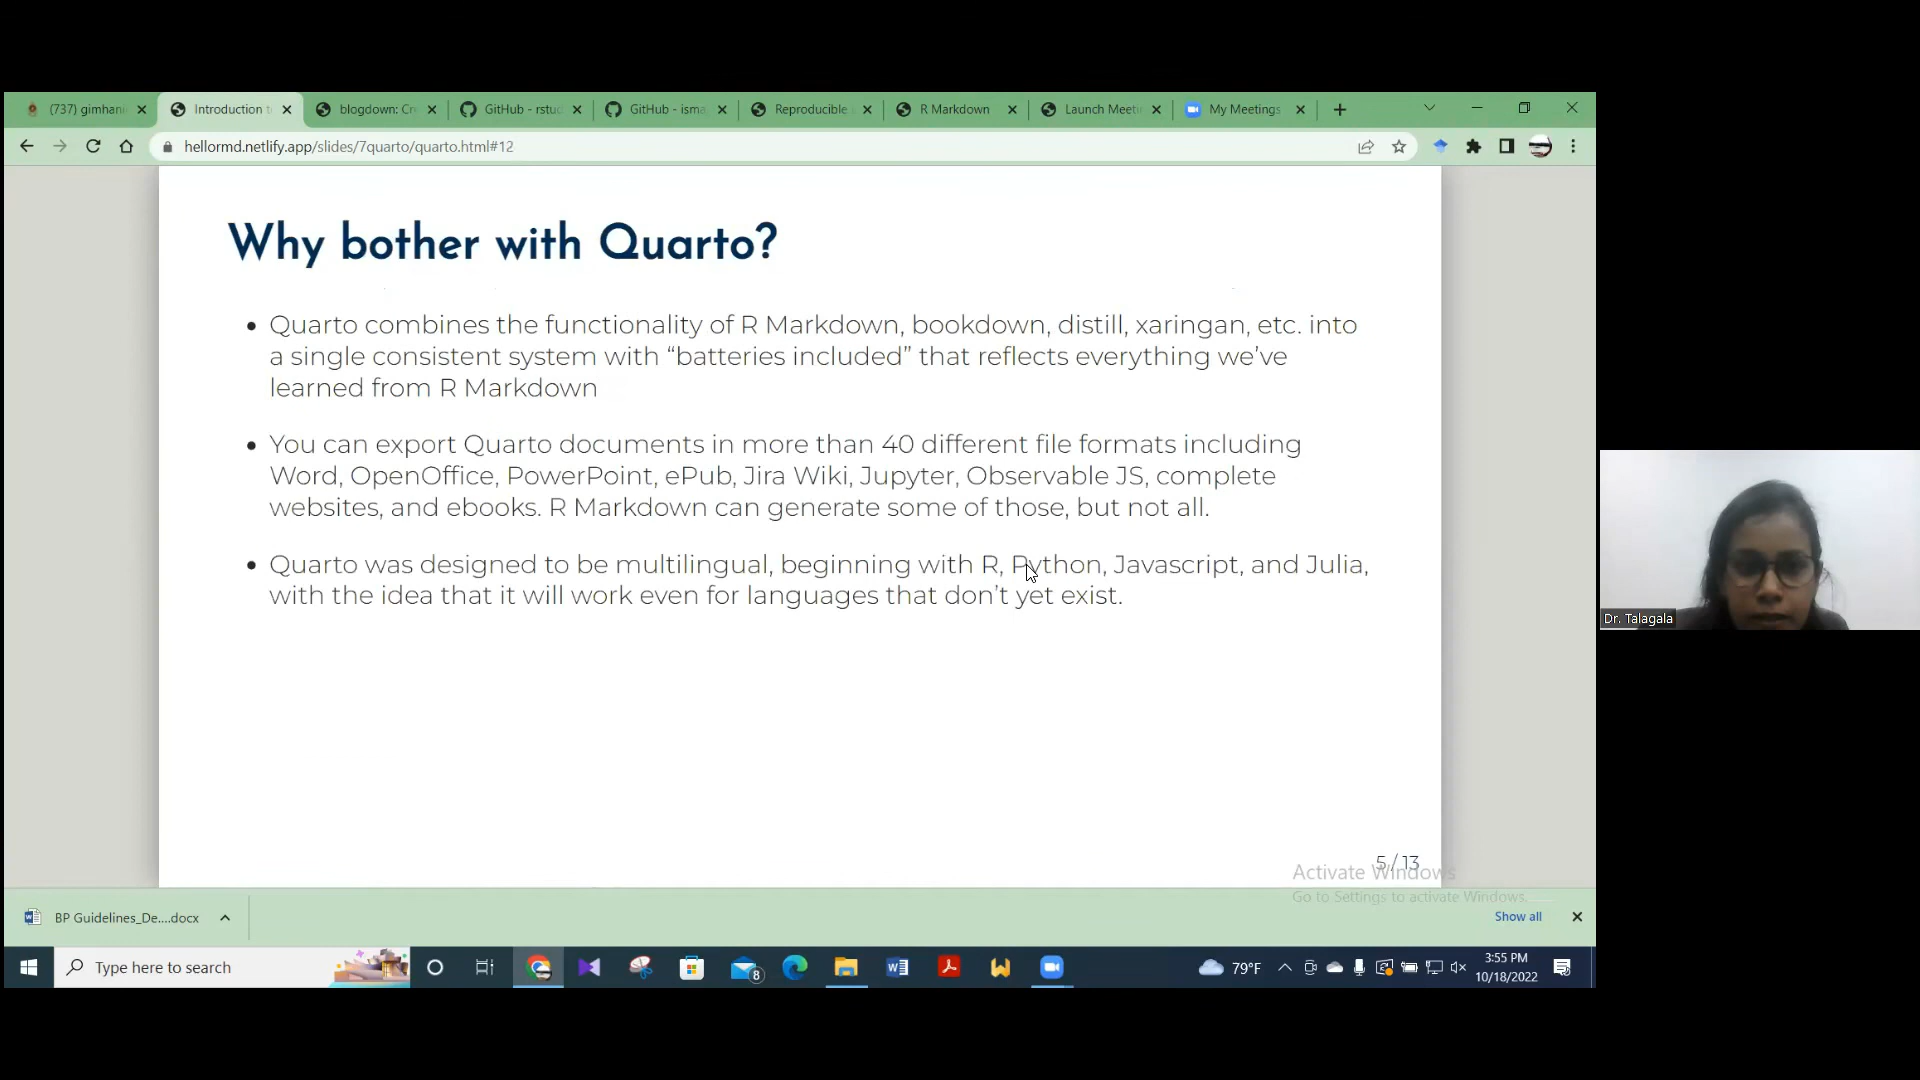 (737) gimhani
Introduction t
blogdown: Cr
GitHub - rstud
GitHub - isma
Reproducible
R Markdown
Launch Meeti
My Meetings
hellormd.netlify.app/slides/7quarto/quarto.html#12
Why bother with Quarto?
• Quarto combines the functionality of R Markdown, bookdown, distill, xaringan, etc. into
a single consistent system with “batteries included” that reflects everything we’ve
learned from R Markdown
• You can export Quarto documents in more than 40 different file formats including
Word, OpenOffice, PowerPoint, ePub, Jira Wiki, Jupyter, Observable JS, complete
websites, and ebooks. R Markdown can generate some of those, but not all.
• Quarto was designed to be multilingual, beginning with R, Python, Javascript, and Julia,
with the idea that it will work even for languages that don’t yet exist.
Dr. Talagala
5 / 13
Activate Windows
Go to Settings to activate Windows.
BP Guidelines_De....docx
Show all
Type here to search
8
79°F
3:55 PM
10/18/2022